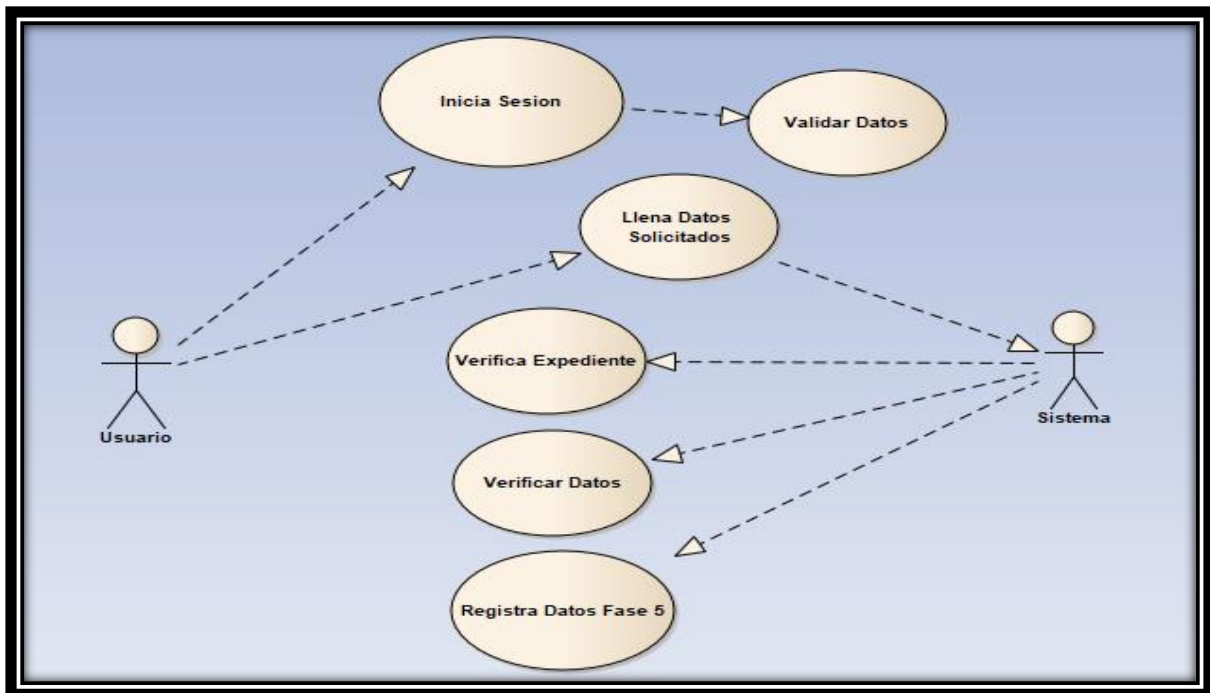 Inicia Sesion
Validar Datos
Llena Datos
Solicitados
Verifica Expediente
Usuario
Sistema
Verificar Datos
Registra Datos Fase 5